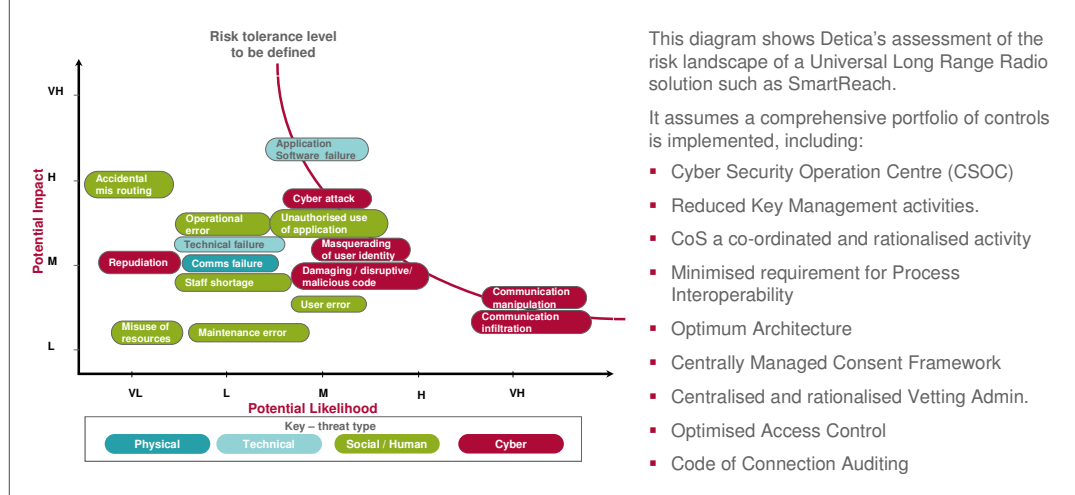 Risk tolerance level
to be defined
VH
H
M
L
Potential Impact
Application
Software failure
Accidental
mis routing
Cyber attack
Operational
error
Unauthorised use
of application
Technical failure
Masquerading
of user identity
Repudiation
Comms failure
Damaging / disruptive/
malicious code
Staff shortage
Communication
manipulation
User error
Communication
infiltration
Misuse of
resources
Maintenance error
VL
L
M
H
VH
Potential Likelihood
Key – threat type
Physical
Technical
Social / Human
Cyber
This diagram shows Detica’s assessment of the
risk landscape of a Universal Long Range Radio
solution such as SmartReach.
It assumes a comprehensive portfolio of controls
is implemented, including:
▪ Cyber Security Operation Centre (CSOC)
▪ Reduced Key Management activities.
▪ CoS a co-ordinated and rationalised activity
▪ Minimised requirement for Process
Interoperability
▪ Optimum Architecture
▪ Centrally Managed Consent Framework
▪ Centralised and rationalised Vetting Admin.
▪ Optimised Access Control
▪ Code of Connection Auditing